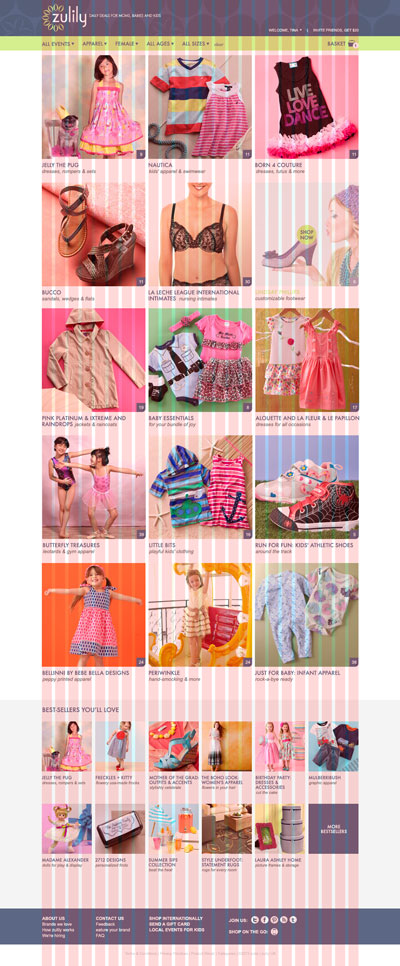 zulily
DAILY DEALS FOR MOMS, BABIES AND KIDS
WELCOME, TINA ▾ | INVITE FRIENDS, GET $10
ALL EVENTS ▾ APPAREL ▾ FEMALE ▾ ALL AGES ▾ ALL SIZES ▾ clear BASKET
JELLY THE PUG
dresses, rompers & sets
NAUTICA
kids' apparel & swimwear
BORN 4 COUTURE
dresses, tutus & more
LIVE
LOVE
DANCE
BUCCO
sandals, wedges & flats
LA LECHE LEAGUE INTERNATIONAL
INTIMATES nursing intimates
SHOP
NOW
customizable footwear
PINK PLATINUM & IXTREME AND
RAINDROPS jackets & raincoats
BABY ESSENTIALS
for your bundle of joy
ALOUETTE AND LA FLEUR & LE PAPILLON
dresses for all occasions
BUTTERFLY TREASURES
leotards & gym apparel
LITTLE BITS
playful kids' clothing
RUN FOR FUN: KIDS' ATHLETIC SHOES
around the track
BELLINNI BY BEBE BELLA DESIGNS
peppy printed apparel
PERIWINKLE
hand-smocking & more
JUST FOR BABY: INFANT APPAREL
rock-a-bye ready
BEST-SELLERS YOU'LL LOVE
JELLY THE PUG
dresses, rompers & sets
FRECKLES + KITTY
flowery coo-made frocks
MOTHER OF THE GRAD:
OUTFITS & ACCENTS
stylishly celebrate
THE BOHO LOOK:
WOMEN'S APPAREL
flowers in your hair
BIRTHDAY PARTY:
DRESSES &
ACCESSORIES
cut the cake
MULBERRIBUSH
graphic apparel
MADAME ALEXANDER
dolls for play & display
2712 DESIGNS
personalized finds
SUMMER SIPS
COLLECTION
beat the heat
STYLE UNDERFOOT:
STATEMENT RUGS
rugs for every room
LAURA ASHLEY HOME
picture frames & storage
MORE
BESTSELLERS
ABOUT US
Brands we love
How zulily works
We're hiring
CONTACT US
Feedback
exture your brand
FAQ
SHOP INTERNATIONALLY
SEND A GIFT CARD
LOCAL EVENTS FOR KIDS
JOIN US:
SHOP ON THE GO: